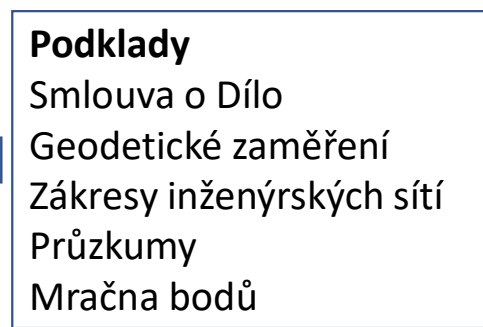 Podklady
Smlouva o Dílo
Geodetické zaměření
Zákresy inženýrských sítí
Průzkumy
Mračna bodů